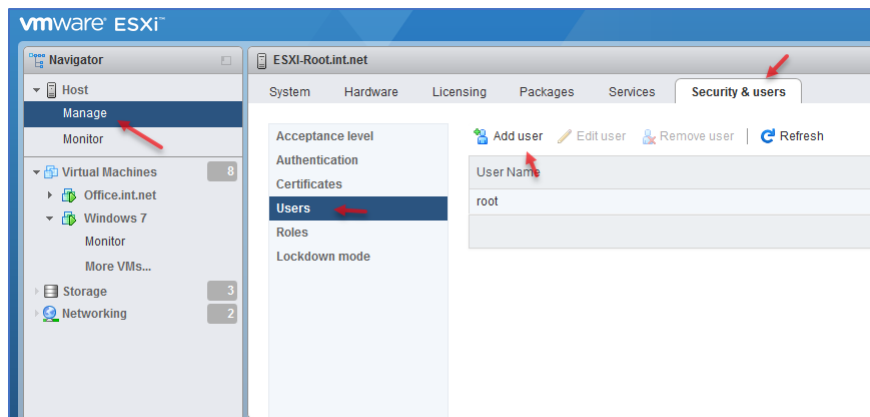 vmware ESXi™
Navigator
Host
Manage
Monitor
Virtual Machines 8
Office.int.net
Windows 7
Monitor
More VMs...
Storage 3
Networking 2
ESXI-Root.int.net
System Hardware Licensing Packages Services Security & users
Acceptance level
Authentication
Certificates
Users
Roles
Lockdown mode
Add user Edit user Remove user Refresh
User Name
root